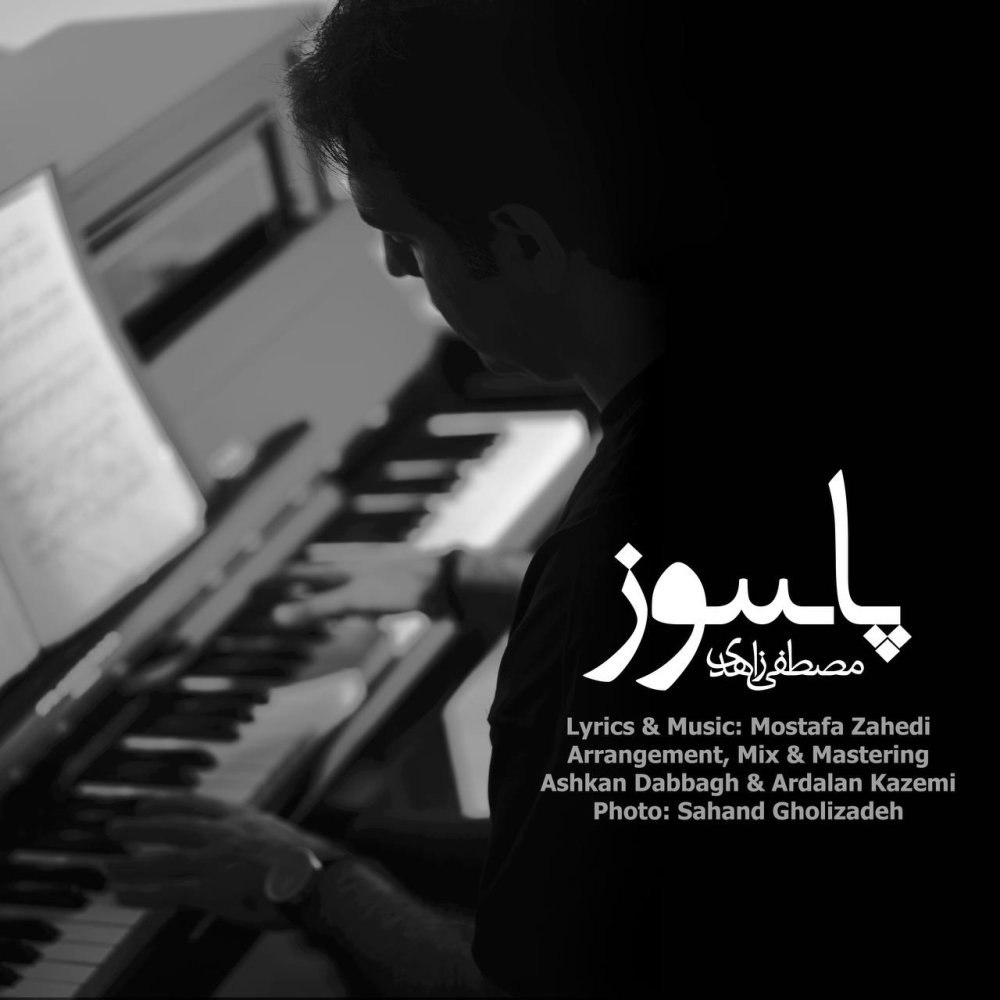 پاسوز
مصطفی زاهدی
Lyrics & Music: Mostafa Zahedi
Arrangement, Mix & Mastering
Ashkan Dabbagh & Ardalan Kazemi
Photo: Sahand Gholizadeh